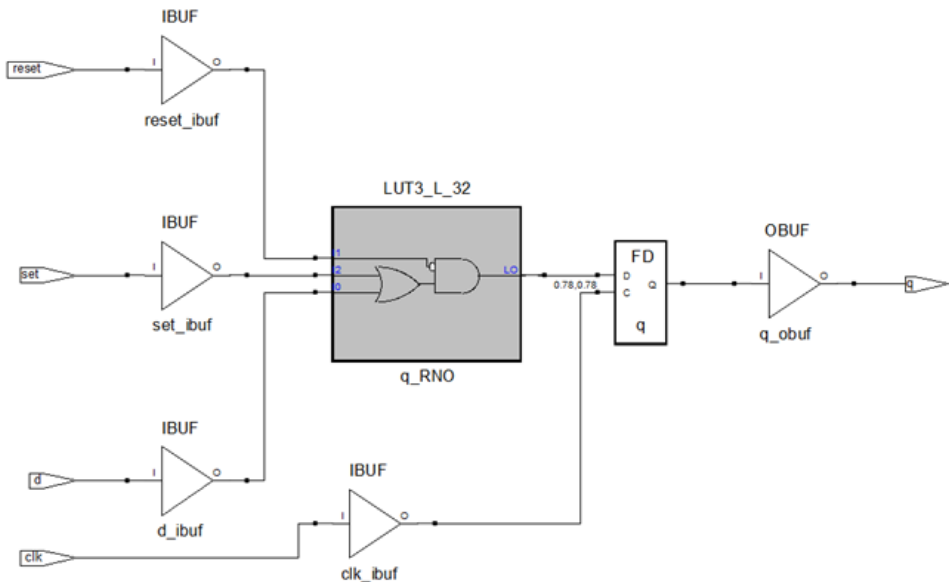 IBUF
reset
I
O
reset_ibuf
LUT3_L_32
IBUF
set
I
O
set_ibuf
1
2
0
LO
q_RNO
0.78,0.78
FD
D
C
Q
q
OBUF
I
O
q_obuf
q
IBUF
d
I
O
d_ibuf
IBUF
clk
I
O
clk_ibuf